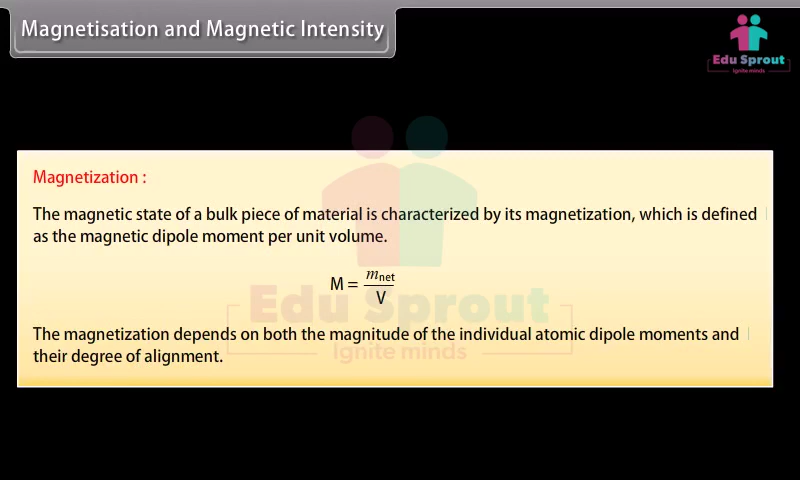 Magnetisation and Magnetic Intensity
Edu Sprout
Ignite minds
Magnetization :
The magnetic state of a bulk piece of material is characterized by its magnetization, which is defined
as the magnetic dipole moment per unit volume.
M = m_net / V
Edu Sprout
The magnetization depends on both the magnitude of the individual atomic dipole moments and
Ignite minds
their degree of alignment.